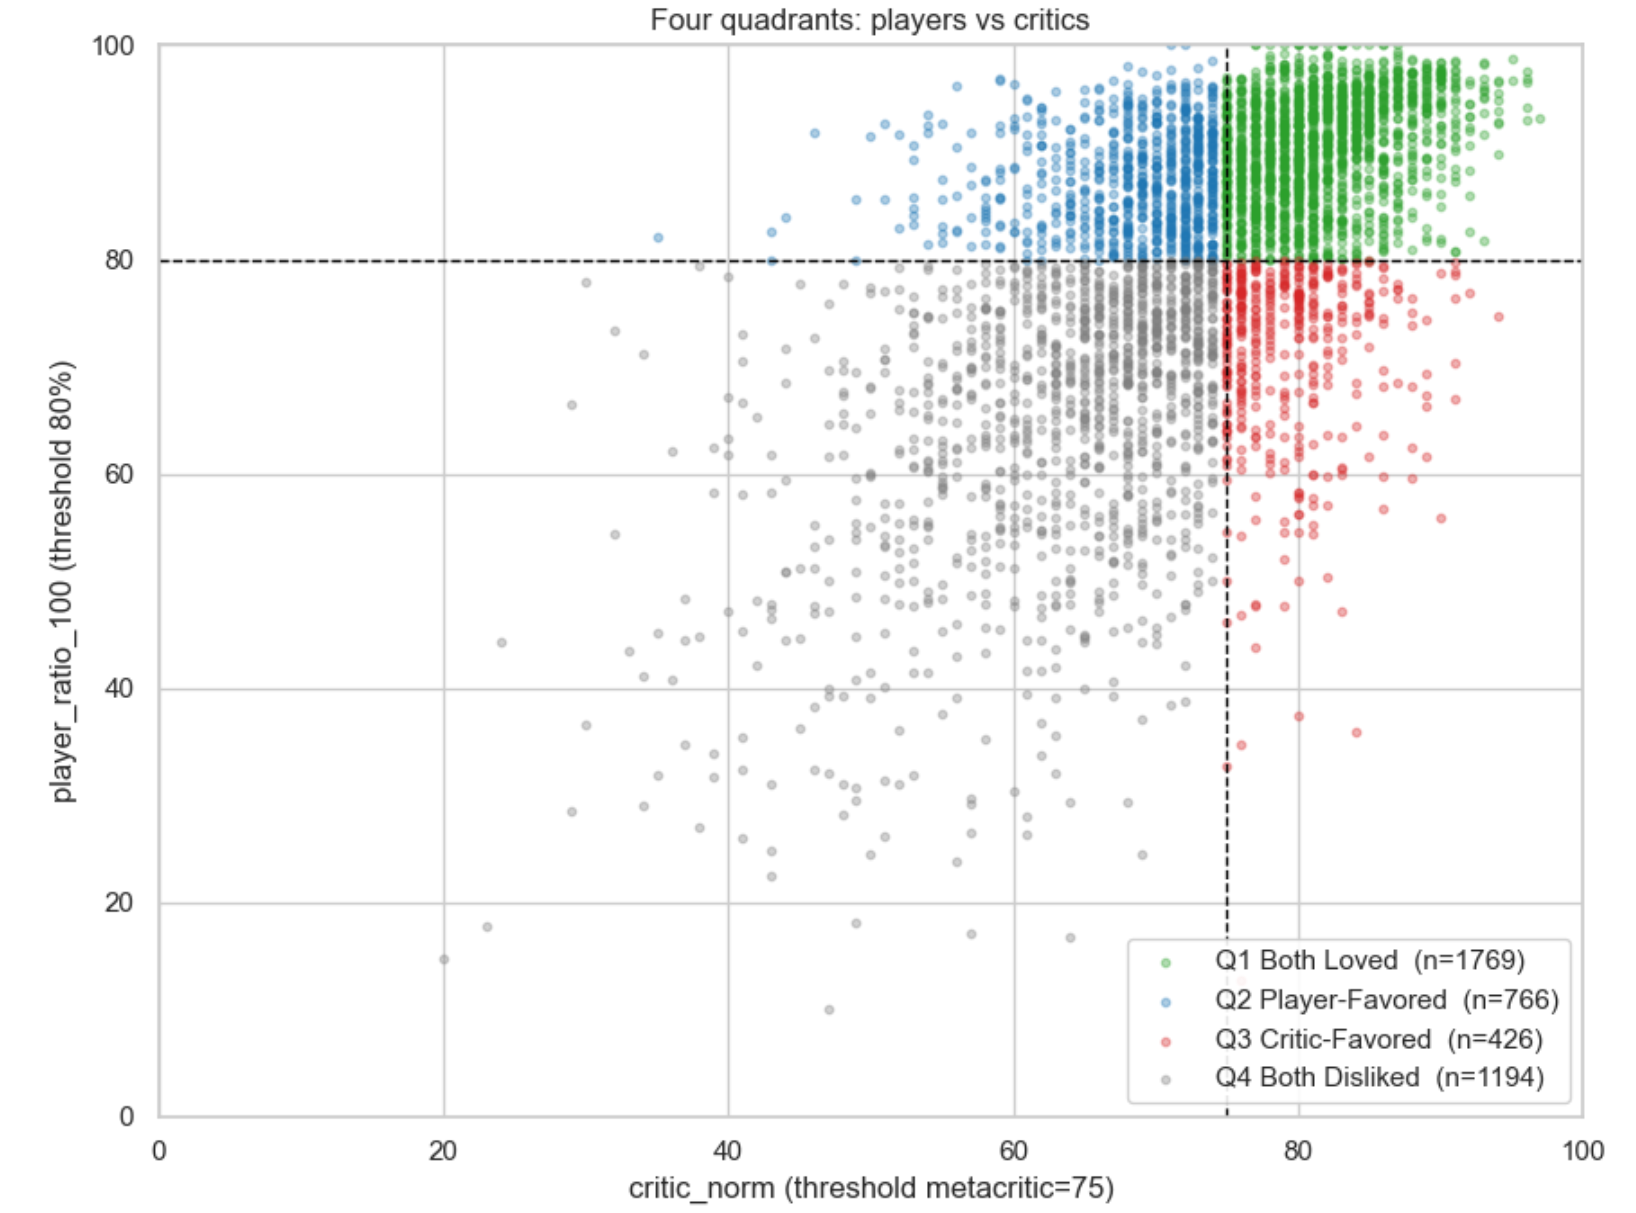 Four quadrants: players vs critics
100
80
60
40
20
0
player_ratio_100 (threshold 80%)
0 20 40 60 80 100
critic_norm (threshold metacritic=75)
Q1 Both Loved (n=1769)
Q2 Player-Favored (n=766)
Q3 Critic-Favored (n=426)
Q4 Both Disliked (n=1194)